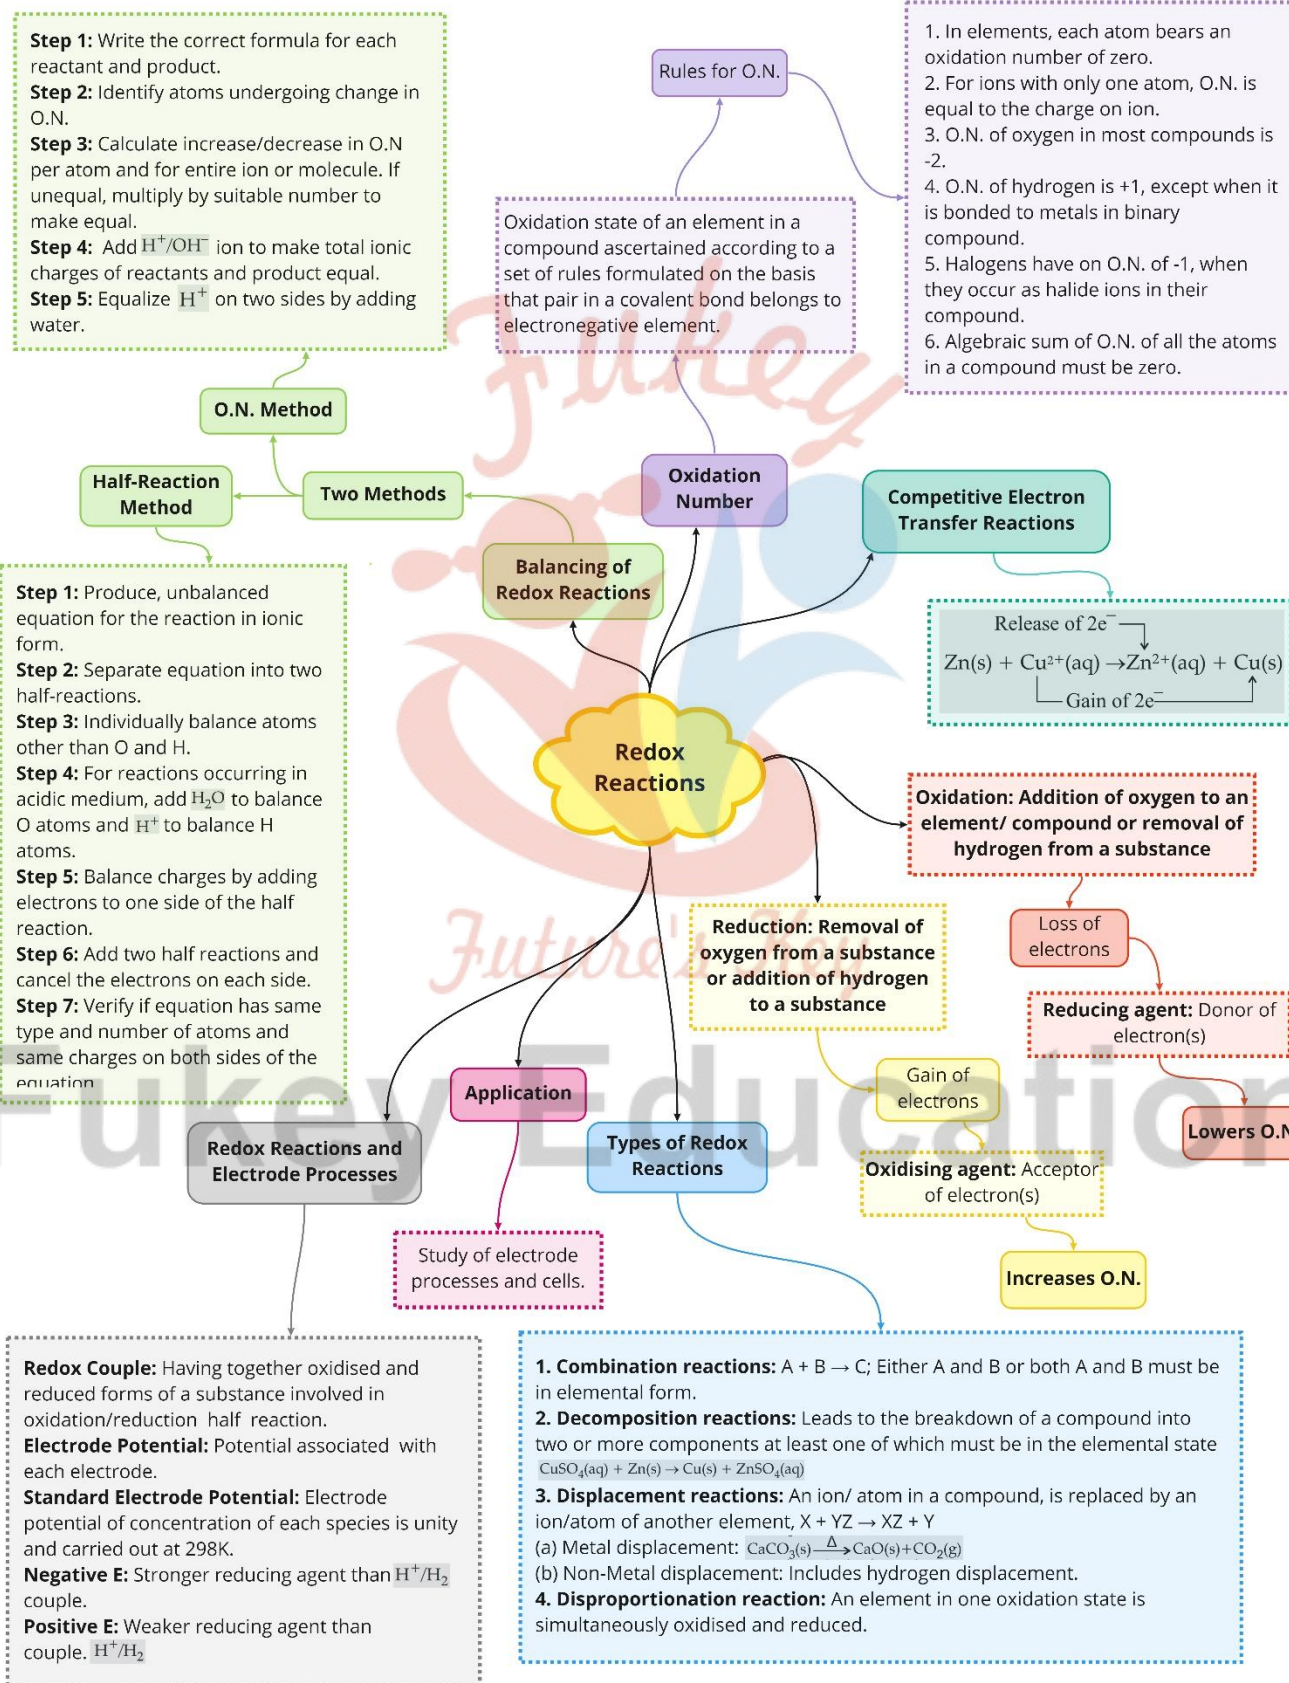 Step 1: Write the correct formula for each
reactant and product.
Step 2: Identify atoms undergoing change in
O.N.
Step 3: Calculate increase/decrease in O.N
per atom and for entire ion or molecule. If
unequal, multiply by suitable number to
make equal.
Step 4: Add H⁺/OH⁻ ion to make total ionic
charges of reactants and product equal.
Step 5: Equalize H⁺ on two sides by adding
water.
Rules for O.N.
1. In elements, each atom bears an
oxidation number of zero.
2. For ions with only one atom, O.N. is
equal to the charge on ion.
3. O.N. of oxygen in most compounds is
-2.
4. O.N. of hydrogen is +1, except when it
is bonded to metals in binary
compound.
5. Halogens have on O.N. of -1, when
they occur as halide ions in their
compound.
6. Algebraic sum of O.N. of all the atoms
in a compound must be zero.
Oxidation state of an element in a
compound ascertained according to a
set of rules formulated on the basis
that pair in a covalent bond belongs to
electronegative element.
Fukey
O.N. Method
Half-Reaction
Method
Two Methods
Oxidation
Number
Competitive Electron
Transfer Reactions
Balancing of
Redox Reactions
Release of 2e⁻
Zn(s) + Cu²⁺(aq) →Zn²⁺(aq) + Cu(s)
Gain of 2e⁻
Step 1: Produce, unbalanced
equation for the reaction in ionic
form.
Step 2: Separate equation into two
half-reactions.
Step 3: Individually balance atoms
other than O and H.
Step 4: For reactions occurring in
acidic medium, add H₂O to balance
O atoms and H⁺ to balance H
atoms.
Step 5: Balance charges by adding
electrons to one side of the half
reaction.
Step 6: Add two half reactions and
cancel the electrons on each side.
Step 7: Verify if equation has same
type and number of atoms and
same charges on both sides of the
equation
Redox
Reactions
Oxidation: Addition of oxygen to an
element/ compound or removal of
hydrogen from a substance
Loss of
electrons
Reducing agent: Donor of
electron(s)
Lowers O.N
Future's Key
Reduction: Removal of
oxygen from a substance
or addition of hydrogen
to a substance
Gain of
electrons
Oxidising agent: Acceptor
of electron(s)
Increases O.N.
Fukey Education
Application
Redox Reactions and
Electrode Processes
Types of Redox
Reactions
Study of electrode
processes and cells.
Redox Couple: Having together oxidised and
reduced forms of a substance involved in
oxidation/reduction half reaction.
Electrode Potential: Potential associated with
each electrode.
Standard Electrode Potential: Electrode
potential of concentration of each species is unity
and carried out at 298K.
Negative E: Stronger reducing agent than H⁺/H₂
couple.
Positive E: Weaker reducing agent than
couple. H⁺/H₂
1. Combination reactions: A + B → C; Either A and B or both A and B must be
in elemental form.
2. Decomposition reactions: Leads to the breakdown of a compound into
two or more components at least one of which must be in the elemental state
CuSO₄(aq) + Zn(s) → Cu(s) + ZnSO₄(aq)
3. Displacement reactions: An ion/ atom in a compound, is replaced by an
ion/atom of another element, X + YZ → XZ + Y
(a) Metal displacement: CaCO₃(s) —Δ→ CaO(s)+CO₂(g)
(b) Non-Metal displacement: Includes hydrogen displacement.
4. Disproportionation reaction: An element in one oxidation state is
simultaneously oxidised and reduced.